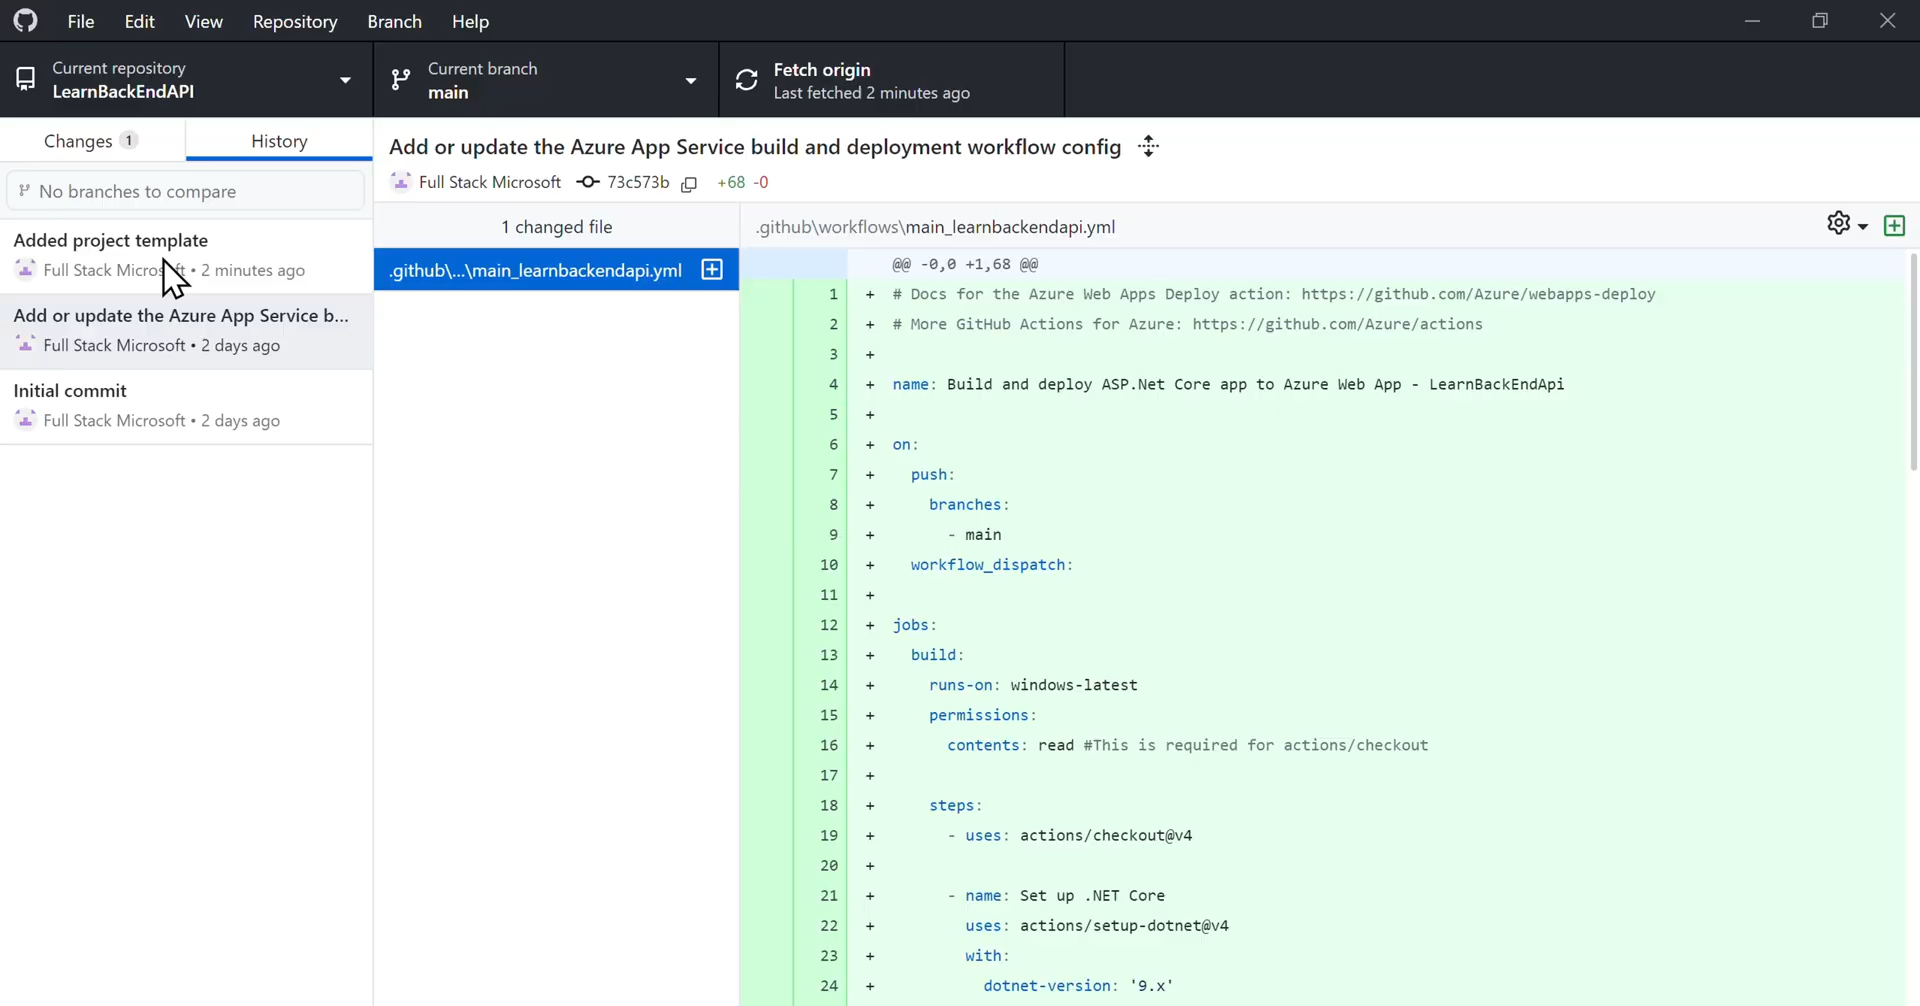 File Edit View Repository Branch Help
Current repository
LearnBackEndAPI
Current branch
main
Fetch origin
Last fetched 2 minutes ago
Changes 1
History
No branches to compare
Added project template
Full Stack Micros ft • 2 minutes ago
Add or update the Azure App Service b...
Full Stack Microsoft • 2 days ago
Initial commit
Full Stack Microsoft • 2 days ago
Add or update the Azure App Service build and deployment workflow config
Full Stack Microsoft 73c573b +68 -0
1 changed file
.github\...\main_learnbackendapi.yml
.github\workflows\main_learnbackendapi.yml
@@ -0,0 +1,68 @@
1 + # Docs for the Azure Web Apps Deploy action: https://github.com/Azure/webapps-deploy
2 + # More GitHub Actions for Azure: https://github.com/Azure/actions
3 +
4 + name: Build and deploy ASP.Net Core app to Azure Web App - LearnBackEndApi
5 +
6 + on:
7 + push:
8 + branches:
9 + - main
10 + workflow_dispatch:
11 +
12 + jobs:
13 + build:
14 + runs-on: windows-latest
15 + permissions:
16 + contents: read #This is required for actions/checkout
17 +
18 + steps:
19 + - uses: actions/checkout@v4
20 +
21 + - name: Set up .NET Core
22 + uses: actions/setup-dotnet@v4
23 + with:
24 + dotnet-version: '9.x'